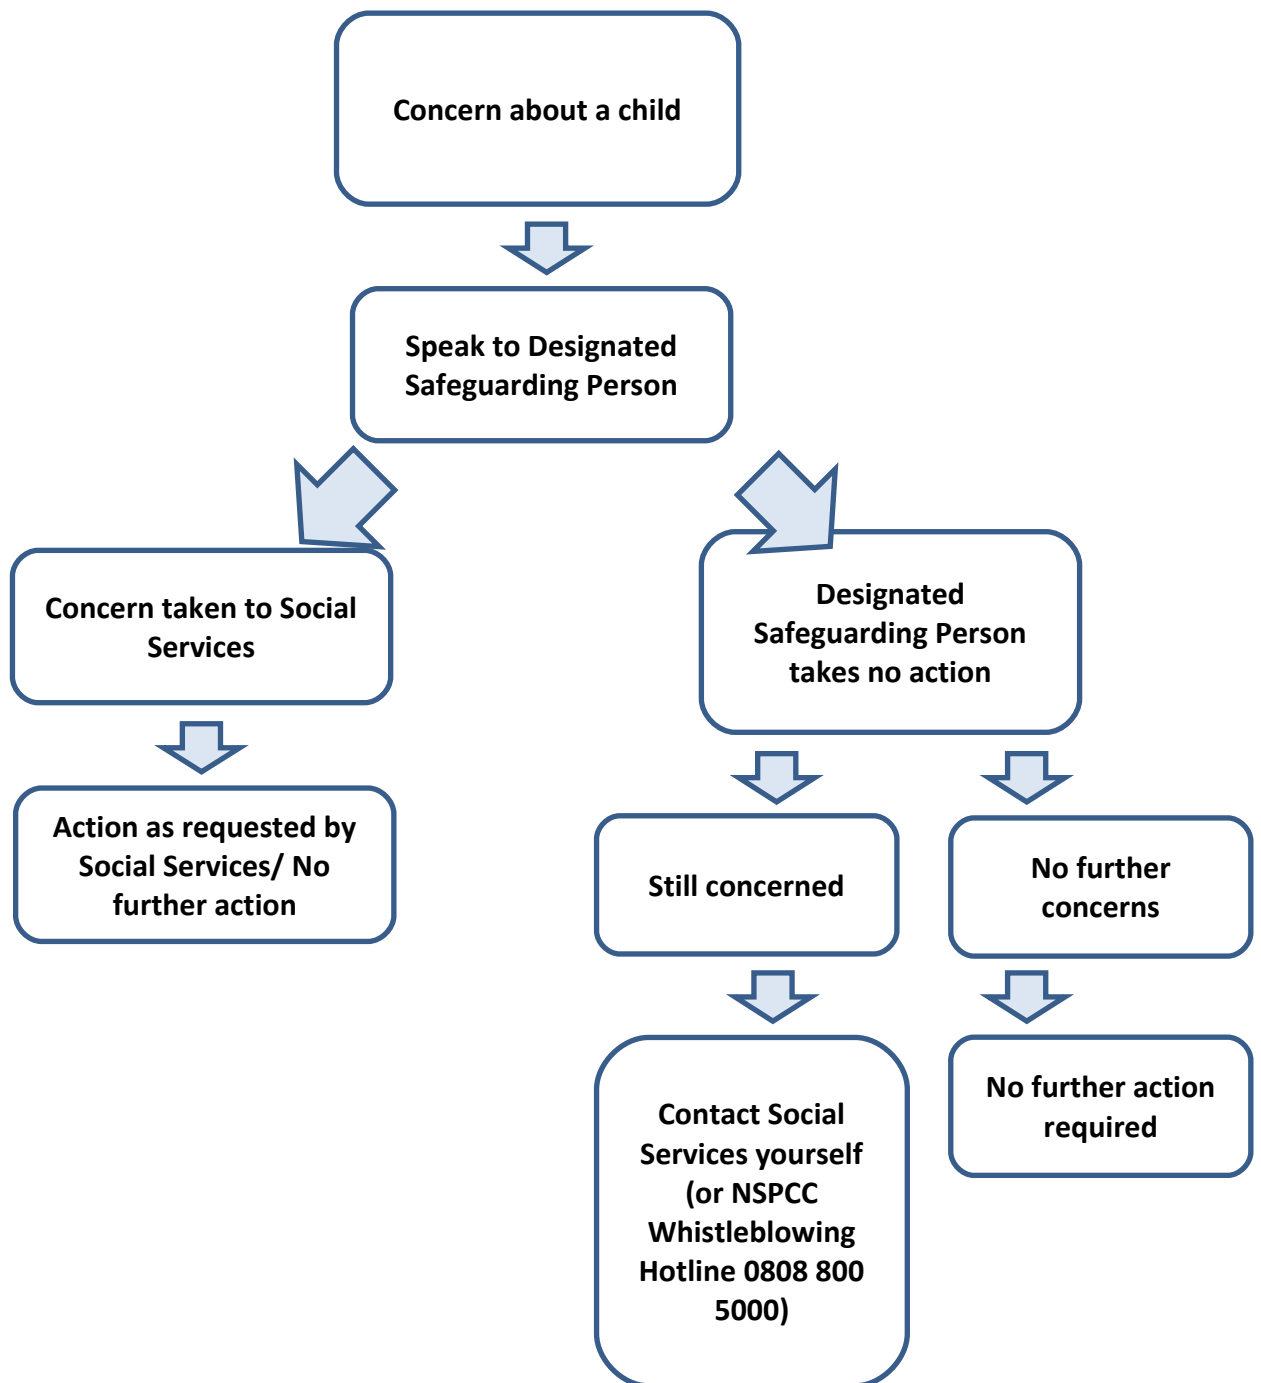 Concern about a child
Speak to Designated
Safeguarding Person
Concern taken to Social
Services
Action as requested by
Social Services/ No
further action
Designated
Safeguarding Person
takes no action
Still concerned
Contact Social
Services yourself
(or NSPCC
Whistleblowing
Hotline 0808 800
5000)
No further
concerns
No further action
required